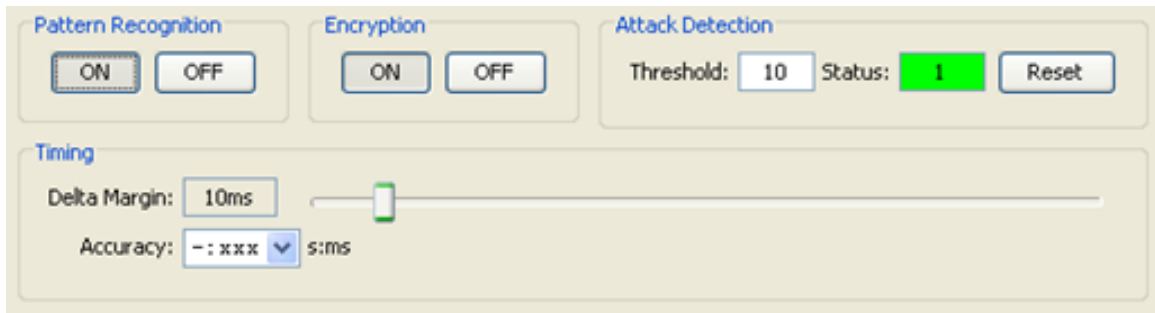 Pattern Recognition
ON OFF
Encryption
ON OFF
Attack Detection
Threshold: 10 Status: 1 Reset
Timing
Delta Margin: 10ms
Accuracy: -:xxx s:ms